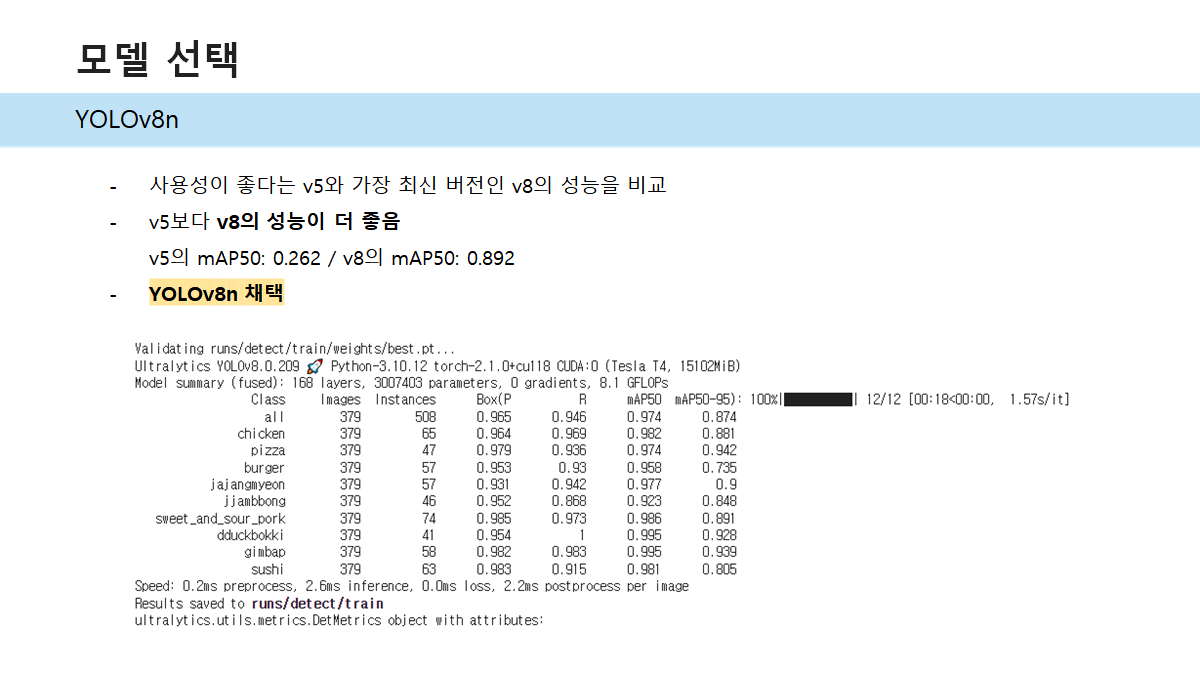 모델 선택
YOLOv8n
- 사용성이 좋다는 v5와 가장 최신 버전인 v8의 성능을 비교
- v5보다 v8의 성능이 더 좋음
v5의 mAP50: 0.262 / v8의 mAP50: 0.892
- YOLOv8n 채택
Validating runs/detect/train/weights/best.pt...
Ultralytics YOLOv8.0.209 🚀 Python-3.10.12 torch-2.1.0+cu118 CUDA:0 (Tesla T4, 15102MiB)
Model summary (fused): 168 layers, 3007403 parameters, 0 gradients, 8.1 GFLOPs
Class Images Instances Box(P R mAP50 mAP50-95): 100%|██████████| 12/12 [00:18<00:00, 1.57s/it]
all 379 508 0.965 0.946 0.974 0.874
chicken 379 65 0.964 0.969 0.982 0.881
pizza 379 47 0.979 0.936 0.974 0.942
burger 379 57 0.953 0.93 0.958 0.735
jajangmyeon 379 57 0.931 0.942 0.977 0.9
jjambbong 379 46 0.952 0.868 0.923 0.848
sweet_and_sour_pork 379 74 0.985 0.973 0.986 0.891
dduckbokki 379 41 0.954 1 0.995 0.928
gimbap 379 58 0.982 0.983 0.995 0.939
sushi 379 63 0.983 0.915 0.981 0.805
Speed: 0.2ms preprocess, 2.6ms inference, 0.0ms loss, 2.2ms postprocess per image
Results saved to runs/detect/train
ultralytics.utils.metrics.DetMetrics object with attributes: